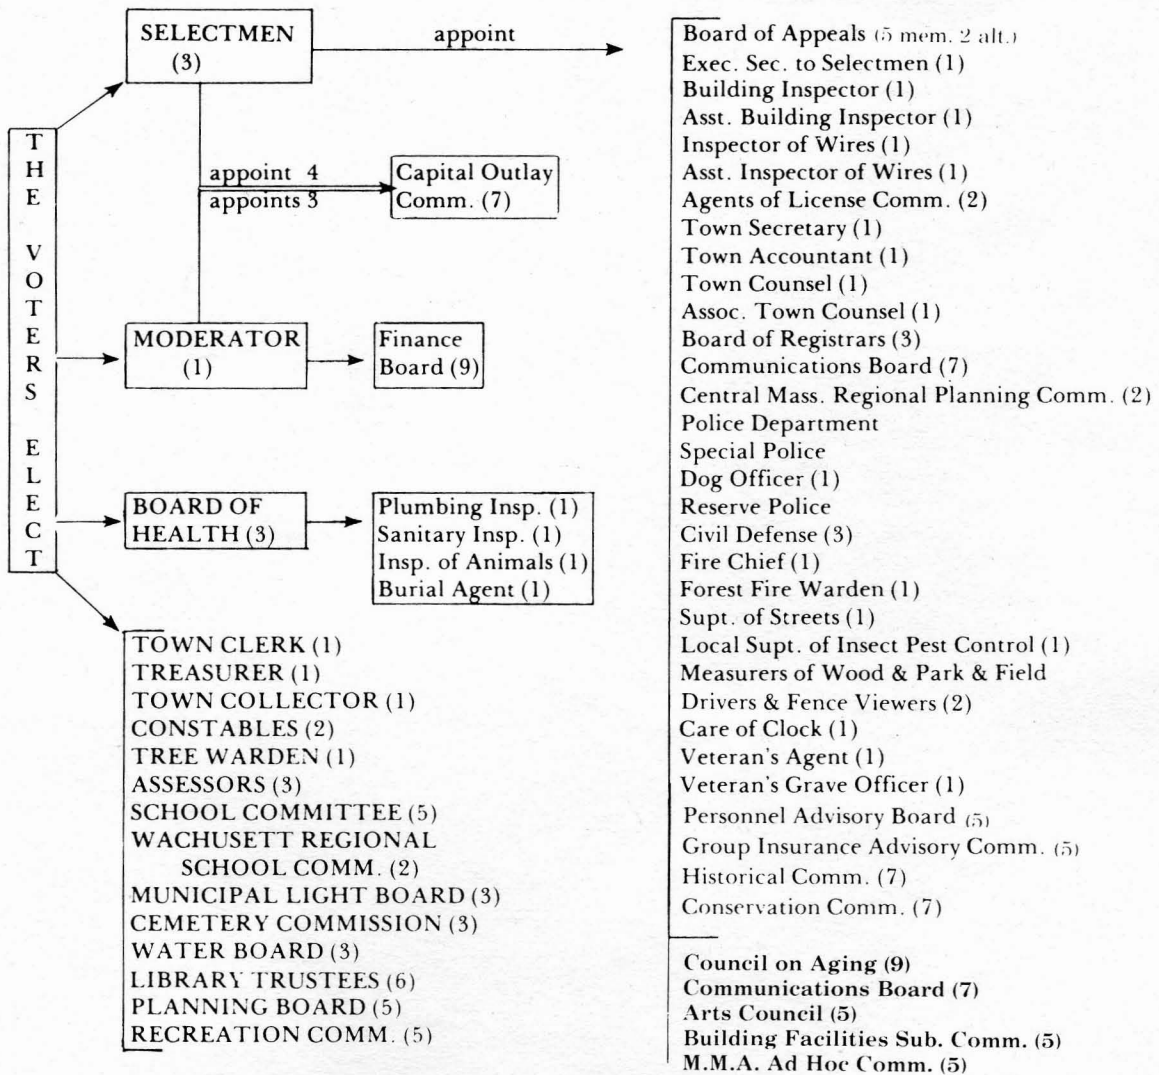 THE VOTERS ELECT
SELECTMEN
(3)
appoint
appoint 4
appoints 3
Capital Outlay
Comm. (7)
MODERATOR
(1)
Finance
Board (9)
BOARD OF
HEALTH (3)
Plumbing Insp. (1)
Sanitary Insp. (1)
Insp. of Animals (1)
Burial Agent (1)
TOWN CLERK (1)
TREASURER (1)
TOWN COLLECTOR (1)
CONSTABLES (2)
TREE WARDEN (1)
ASSESSORS (3)
SCHOOL COMMITTEE (5)
WACHUSETT REGIONAL
SCHOOL COMM. (2)
MUNICIPAL LIGHT BOARD (3)
CEMETERY COMMISSION (3)
WATER BOARD (3)
LIBRARY TRUSTEES (6)
PLANNING BOARD (5)
RECREATION COMM. (5)
Board of Appeals (5 mem. 2 alt.)
Exec. Sec. to Selectmen (1)
Building Inspector (1)
Asst. Building Inspector (1)
Inspector of Wires (1)
Asst. Inspector of Wires (1)
Agents of License Comm. (2)
Town Secretary (1)
Town Accountant (1)
Town Counsel (1)
Assoc. Town Counsel (1)
Board of Registrars (3)
Communications Board (7)
Central Mass. Regional Planning Comm. (2)
Police Department
Special Police
Dog Officer (1)
Reserve Police
Civil Defense (3)
Fire Chief (1)
Forest Fire Warden (1)
Supt. of Streets (1)
Local Supt. of Insect Pest Control (1)
Measurers of Wood & Park & Field
Drivers & Fence Viewers (2)
Care of Clock (1)
Veteran's Agent (1)
Veteran's Grave Officer (1)
Personnel Advisory Board (5)
Group Insurance Advisory Comm. (5)
Historical Comm. (7)
Conservation Comm. (7)
Council on Aging (9)
Communications Board (7)
Arts Council (5)
Building Facilities Sub. Comm. (5)
M.M.A. Ad Hoc Comm. (5)